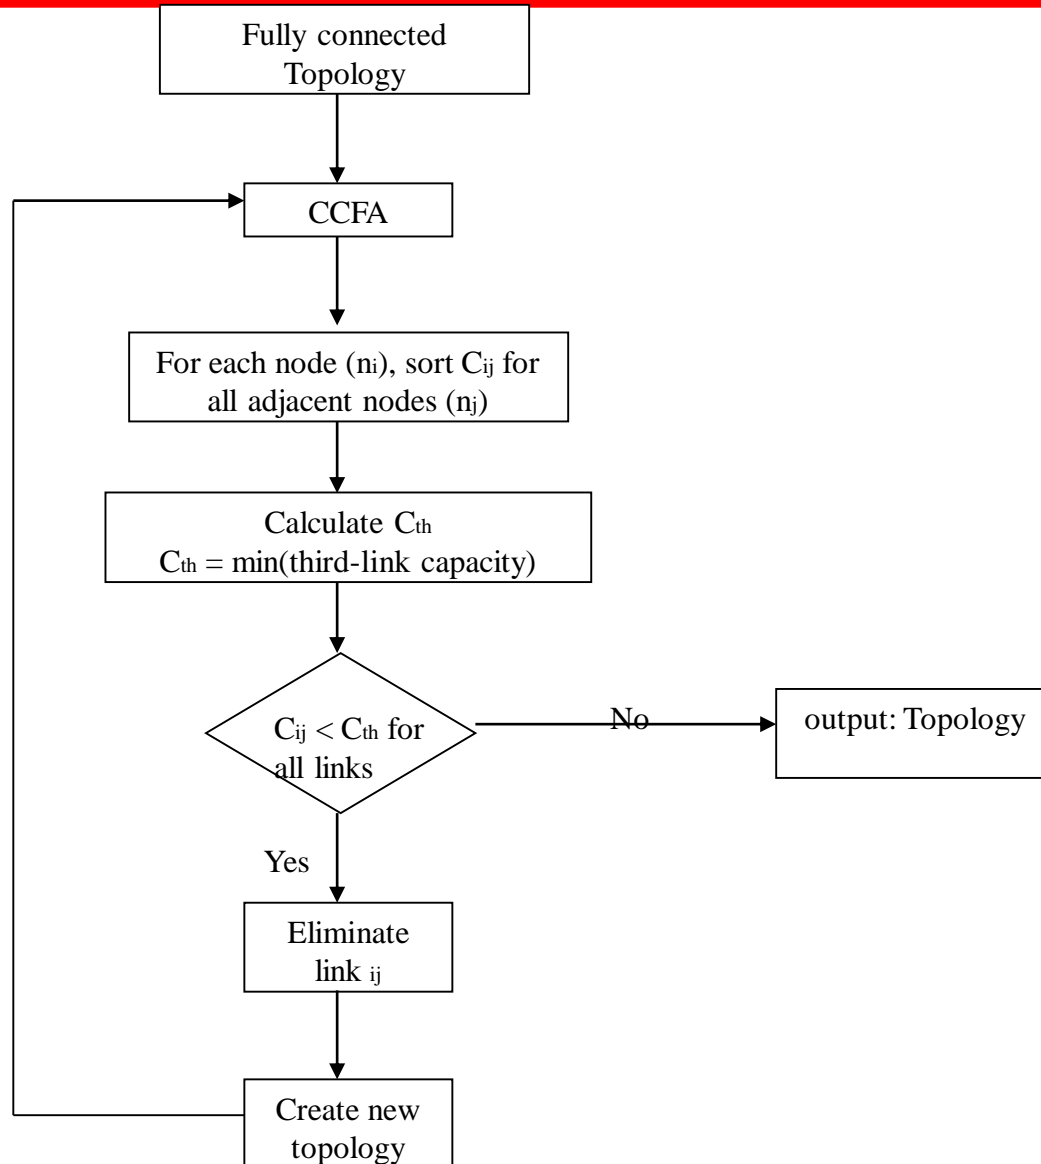 Fully connected
Topology
CCFA
For each node (ni), sort Cij for
all adjacent nodes (nj)
Calculate Cth
Cth = min(third-link capacity)
Cij < Cth for
all links
No
output: Topology
Yes
Eliminate
link ij
Create new
topology